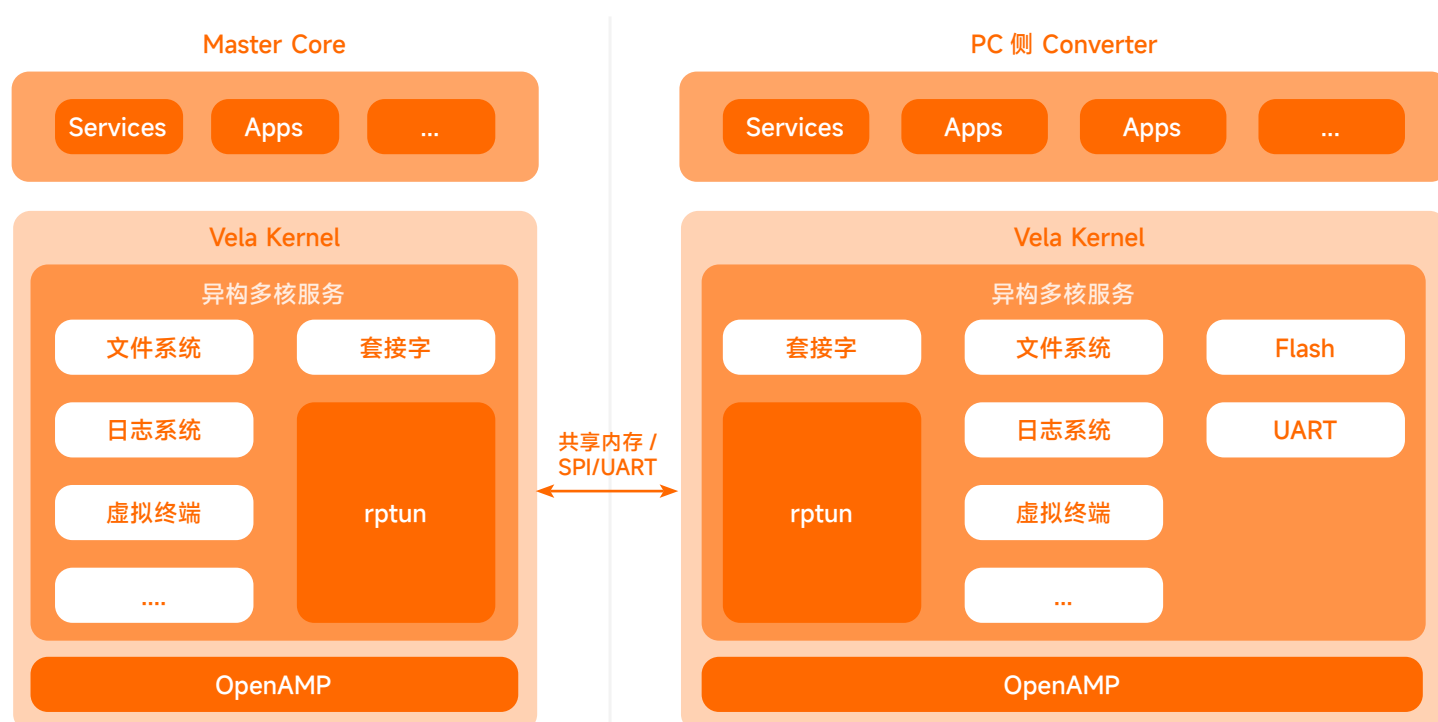 Master Core
Services
Apps
...
Vela Kernel
异构多核服务
文件系统
套接字
日志系统
虚拟终端
rptun
....
OpenAMP
共享内存 /
SPI/UART
PC 侧 Converter
Services
Apps
Apps
...
Vela Kernel
异构多核服务
套接字
文件系统
Flash
日志系统
UART
rptun
虚拟终端
...
OpenAMP